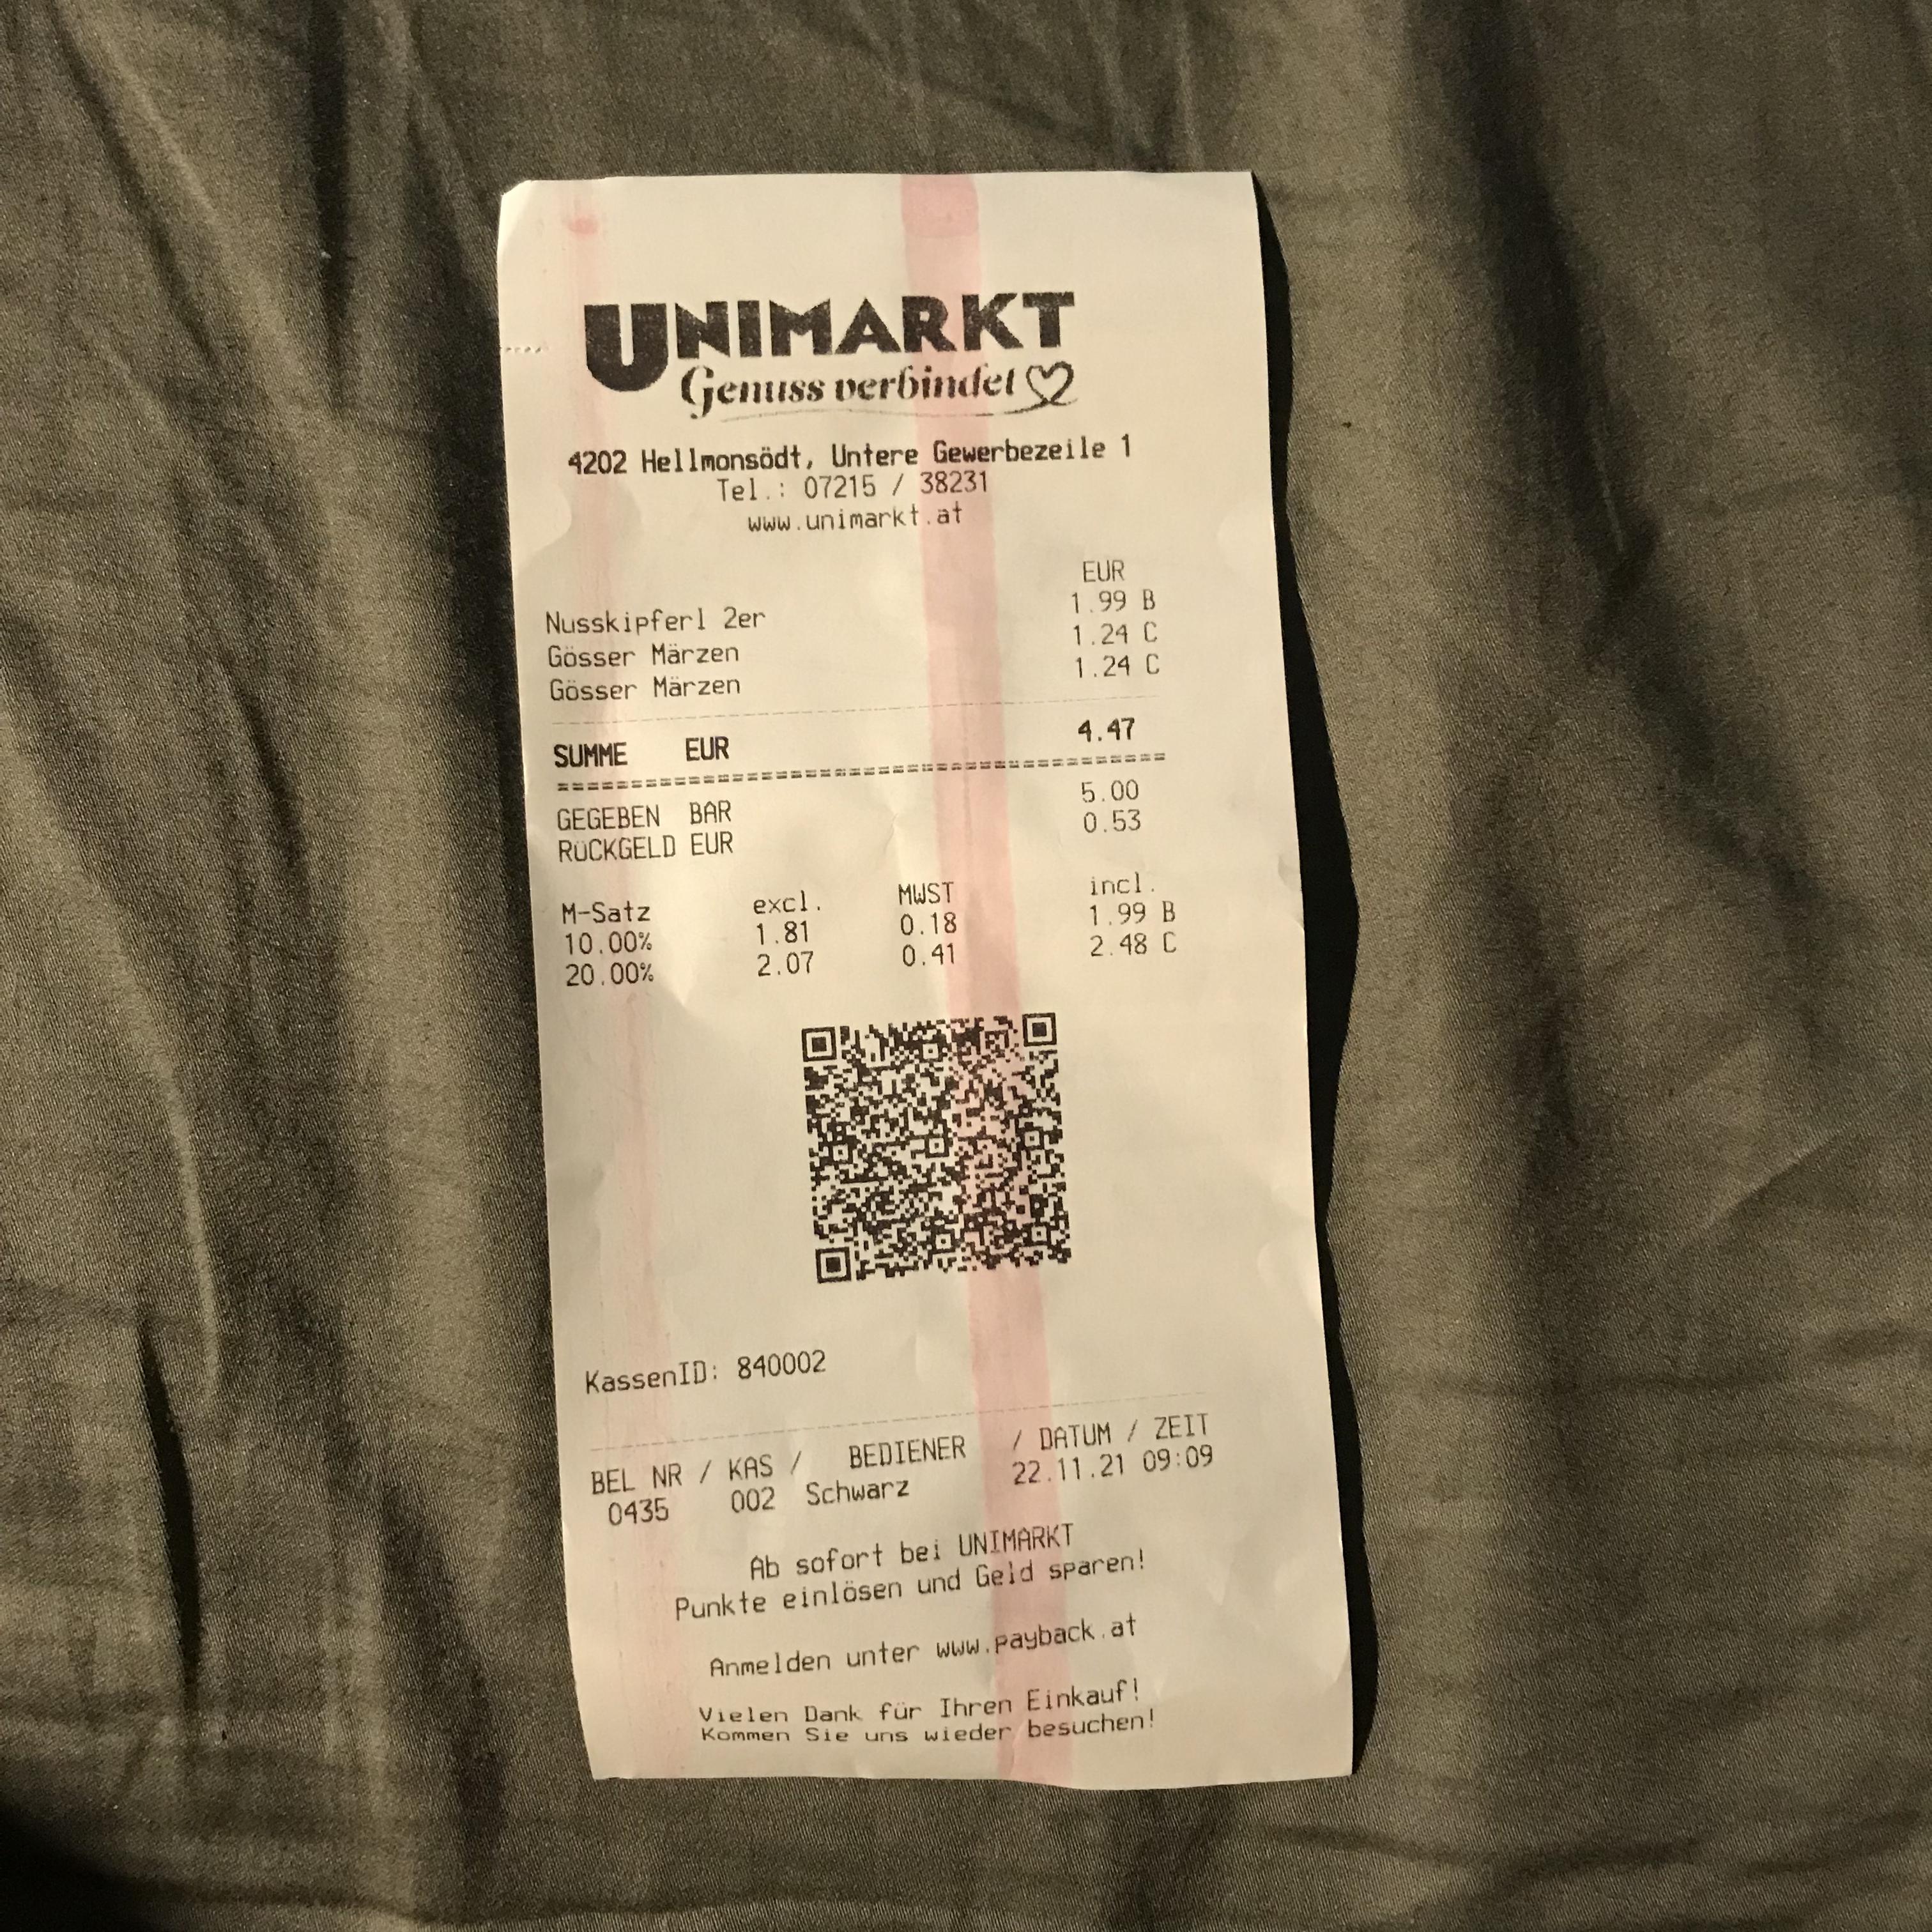 UNIMARKT
Genuss verbindet
4202 Hellmonsödt, Untere Gewerbezeile 1
Tel.: 07215 / 38231
www.unimarkt.at
EUR
Nusskipferl 2er 1.99 B
Gösser Märzen 1.24 C
Gösser Märzen 1.24 C
SUMME EUR 4.47
GEGEBEN BAR 5.00
RÜCKGELD EUR 0.53
M-Satz excl. MWST incl.
10.00% 1.81 0.18 1.99 B
20.00% 2.07 0.41 2.48 C
KassenID: 840002
BEL NR / KAS / BEDIENER / DATUM / ZEIT
0435 002 Schwarz 22.11.21 09:09
Ab sofort bei UNIMARKT
Punkte einlösen und Geld sparen!
Anmelden unter www.payback.at
Vielen Dank für Ihren Einkauf!
Kommen Sie uns wieder besuchen!